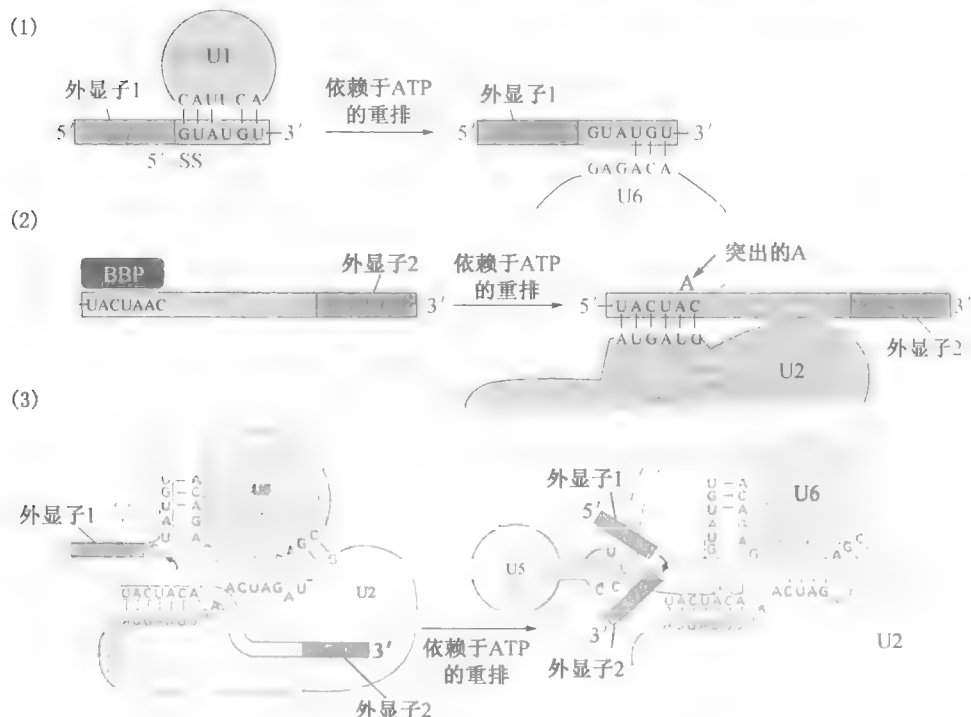 (1)
U1
外显子1
5′ GUAUGU 3′
5′ SS
依赖于ATP
的重排
外显子1
GUAUGU 3′
GAGACA
U6
(2)
BBP
外显子2
UACUAAC 3′
依赖于ATP
的重排
突出的A
A
5′ UACUAC 3′
AUGAUG
外显子2
U2
(3)
外显子1
UACUACA
ACUAG
U2
3′
外显子2
依赖于ATP
的重排
外显子1
5′
U5
U
C
C
3′
外显子2
U6
UACUACA
ACUAG
U2